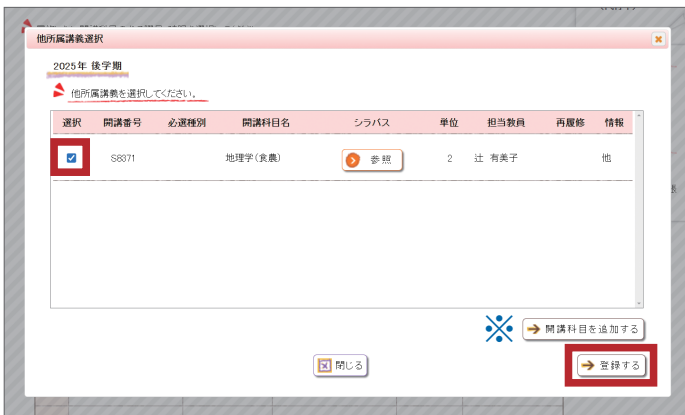 他所属講義選択
2025年 後学期
他所属講義を選択してください。
選択 開講番号 必選種別 開講科目名 シラバス 単位 担当教員 再履修 情報
S8371 地理学(食農) 参照 2 辻 有美子 他
※ 開講科目を追加する
閉じる 登録する